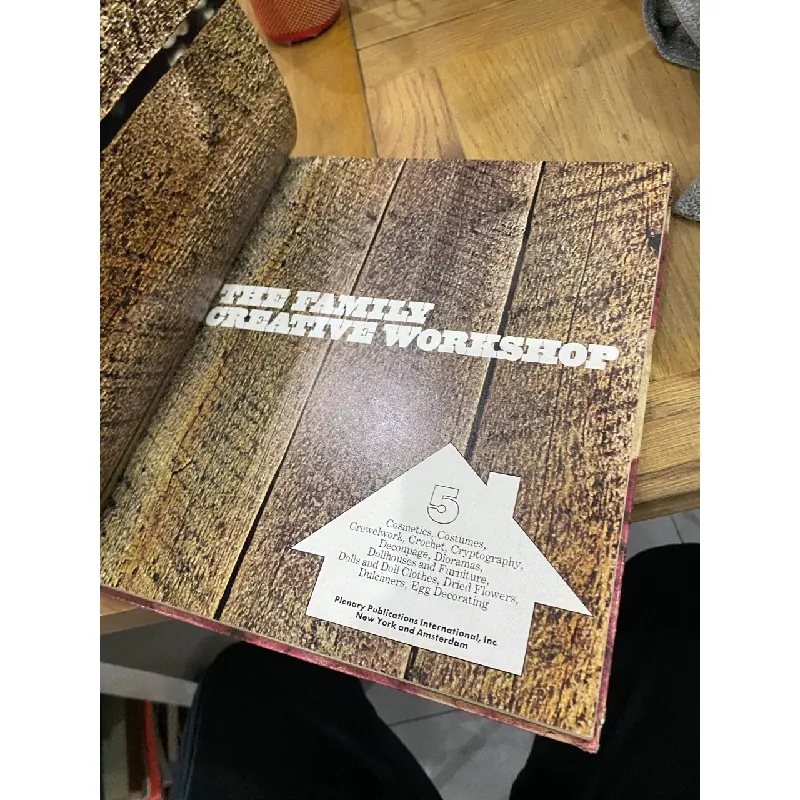 THE FAMILY
CREATIVE WORKSHOP
5
Cosmetics, Costumes,
Crewelwork, Crochet, Cryptography,
Decoupage, Dioramas,
Dollhouses and Furniture,
Dolls and Doll Clothes, Dried Flowers,
Dulcimers, Egg Decorating
Plenary Publications International, Inc
New York and Amsterdam